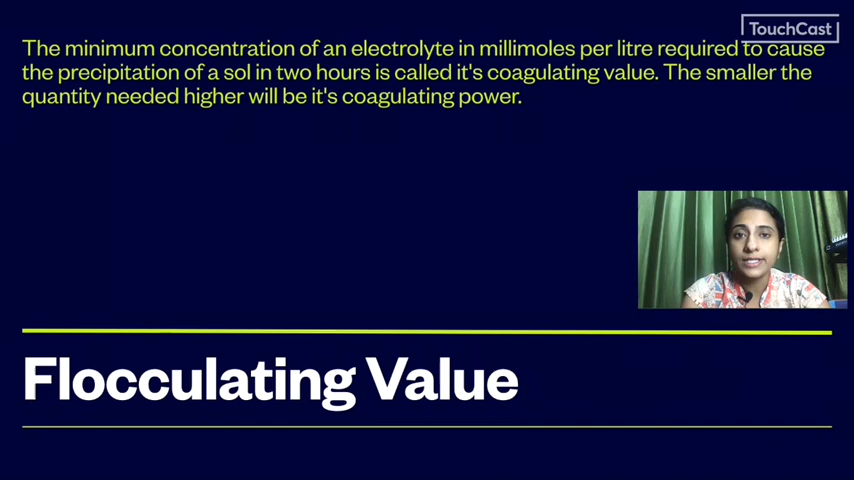 TouchCast
The minimum concentration of an electrolyte in millimoles per litre required to cause
the precipitation of a sol in two hours is called it's coagulating value. The smaller the
quantity needed higher will be it's coagulating power.
Flocculating Value